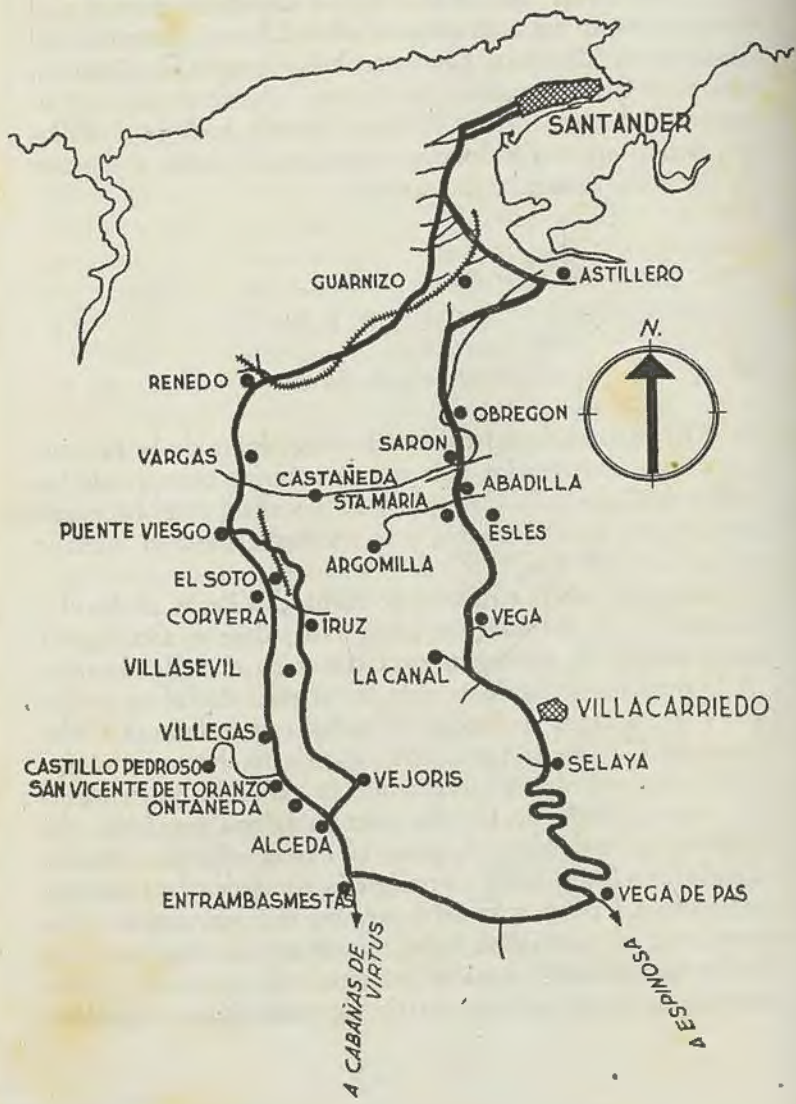 SANTANDER
GUARNIZO
ASTILLERO
N.
RENEDO
OBREGON
SARON
VARGAS
CASTAÑEDA
ABADILLA
STA. MARIA
ESLES
PUENTE VIESGO
ARGOMILLA
EL SOTO
CORVERA
IRUZ
VEGA
VILLASEVIL
LA CANAL
VILLACARRIEDO
VILLEGAS
CASTILLO PEDROSO
SELAYA
SAN VICENTE DE TORANZO
VEJORIS
ONTANEDA
ALCEDA
ENTRAMBASMESTAS
VEGA DE PAS
A CABAÑAS DE
VIRTUS
A ESPINOSA